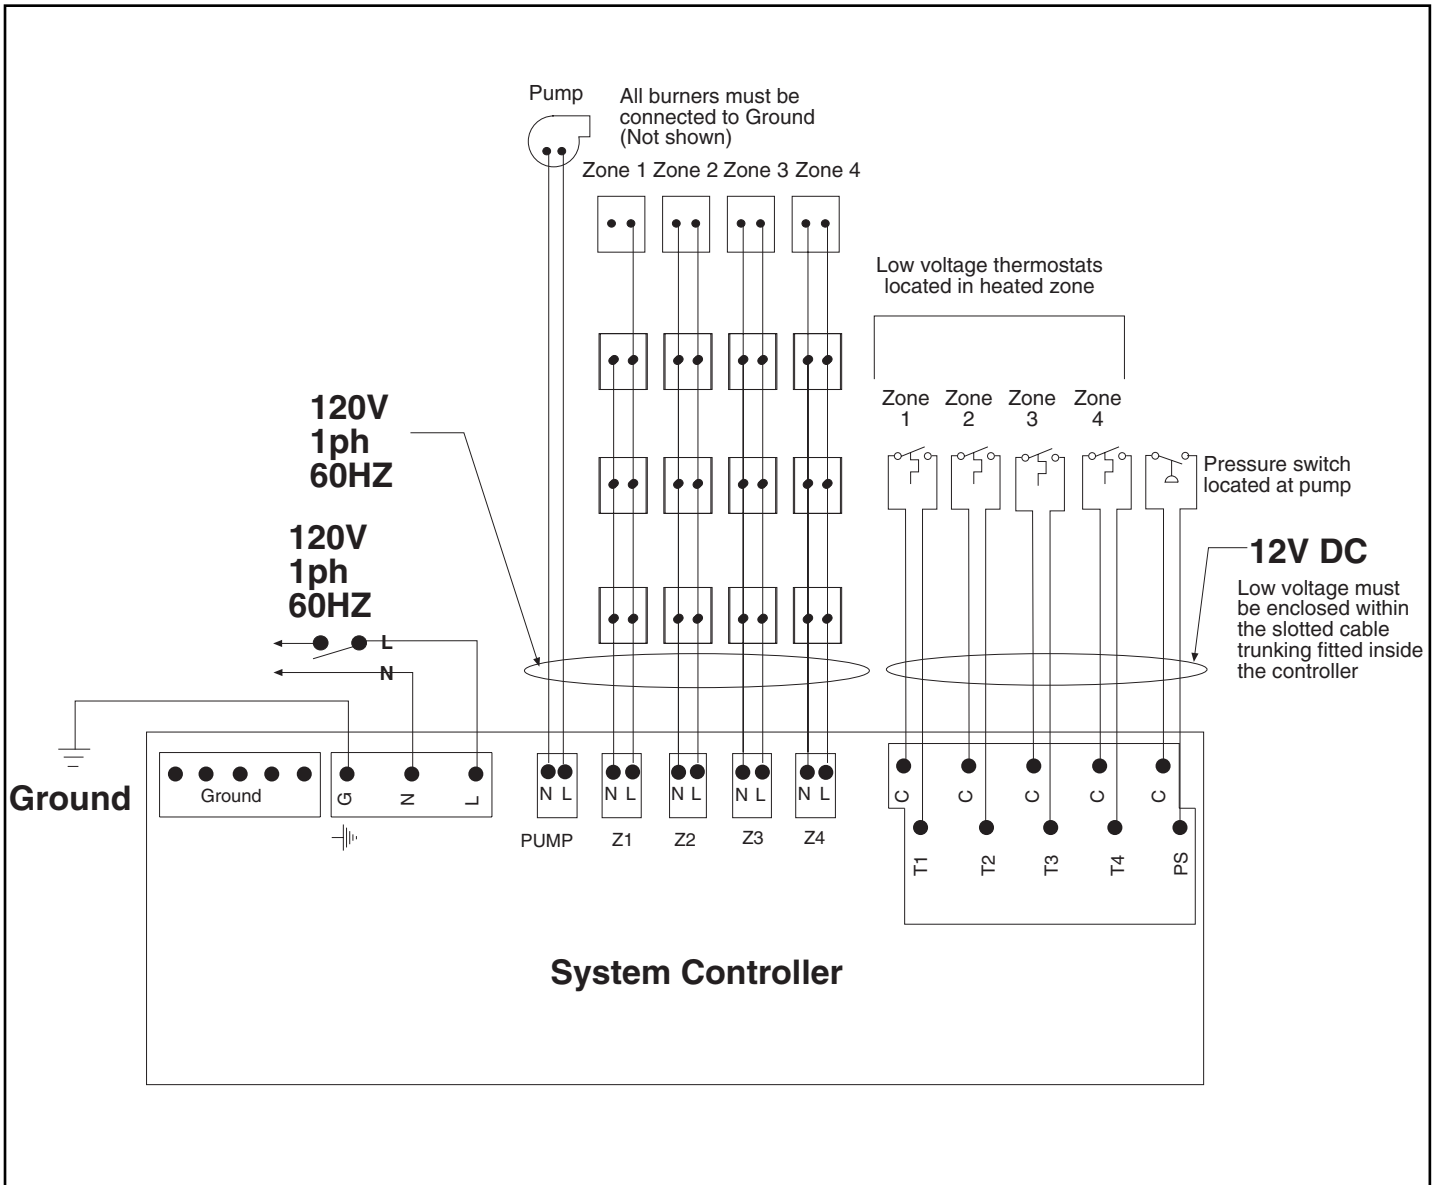 Pump
All burners must be
connected to Ground
(Not shown)
Zone 1 Zone 2 Zone 3 Zone 4
Low voltage thermostats
located in heated zone
Zone
1
Zone
2
Zone
3
Zone
4
Pressure switch
located at pump
120V
1ph
60HZ
120V
1ph
60HZ
L
N
12V DC
Low voltage must
be enclosed within
the slotted cable
trunking fitted inside
the controller
Ground
Ground
G
N
L
N L
N L
N L
N L
N L
PUMP
Z1
Z2
Z3
Z4
C
C
C
C
C
T1
T2
T3
T4
PS
System Controller